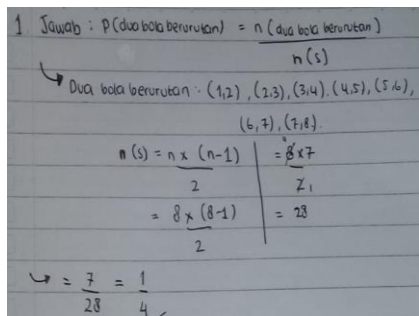 1. Jawab : P(dua bola berurutan) = n(dua bola berurutan)
n(s)
↳ Dua bola berurutan : (1,2), (2,3), (3,4), (4,5), (5,6),
(6,7), (7,8).
n(s) = n x (n-1) / 2 = 8 x 7 / 2
= 8 x (8-1) / 2 = 28
↳ = 7/28 = 1/4